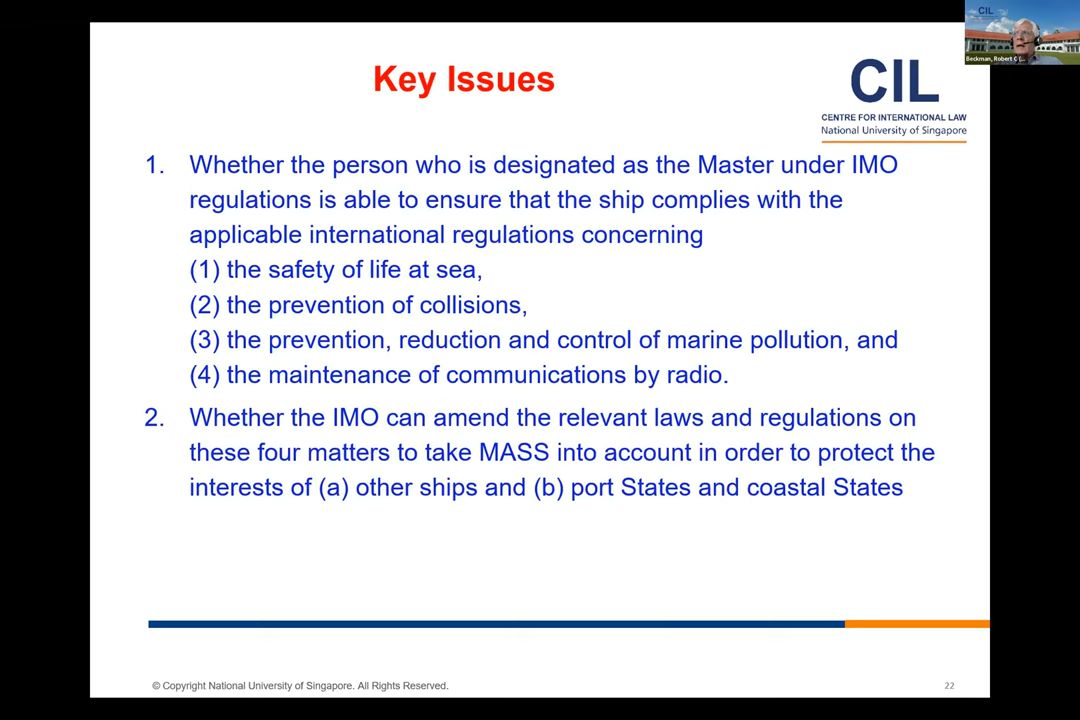 CIL
Beckman, Robert C (...
Key Issues
CIL
CENTRE FOR INTERNATIONAL LAW
National University of Singapore
1. Whether the person who is designated as the Master under IMO
regulations is able to ensure that the ship complies with the
applicable international regulations concerning
(1) the safety of life at sea,
(2) the prevention of collisions,
(3) the prevention, reduction and control of marine pollution, and
(4) the maintenance of communications by radio.
2. Whether the IMO can amend the relevant laws and regulations on
these four matters to take MASS into account in order to protect the
interests of (a) other ships and (b) port States and coastal States
© Copyright National University of Singapore. All Rights Reserved.
22